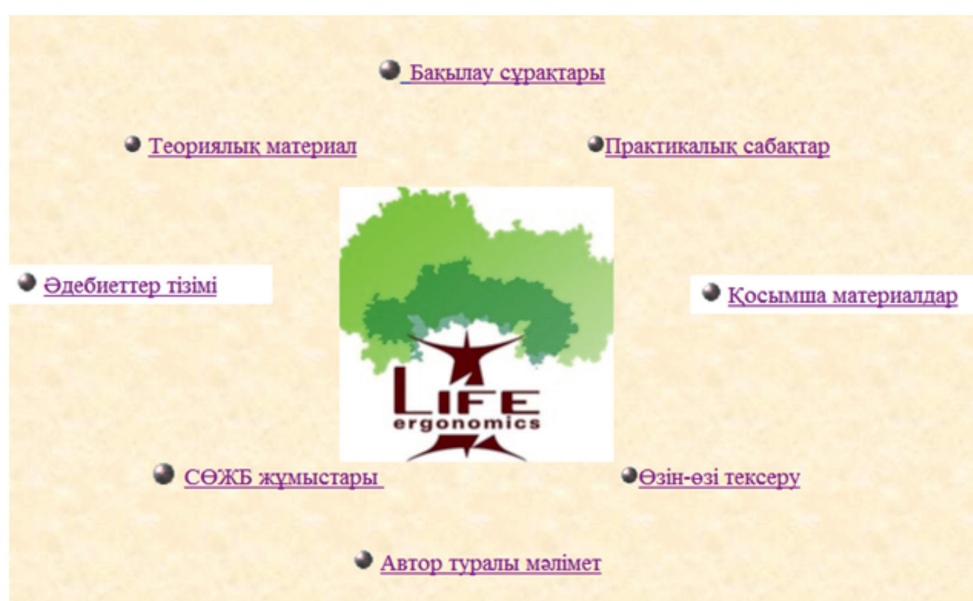 Бақылау сұрақтары
Теориялық материал
Практикалық сабақтар
Әдебиеттер тізімі
Қосымша материалдар
LIFE
ergonomics
СӨЖБ жұмыстары
Өзін-өзі тексеру
Автор туралы мәлімет